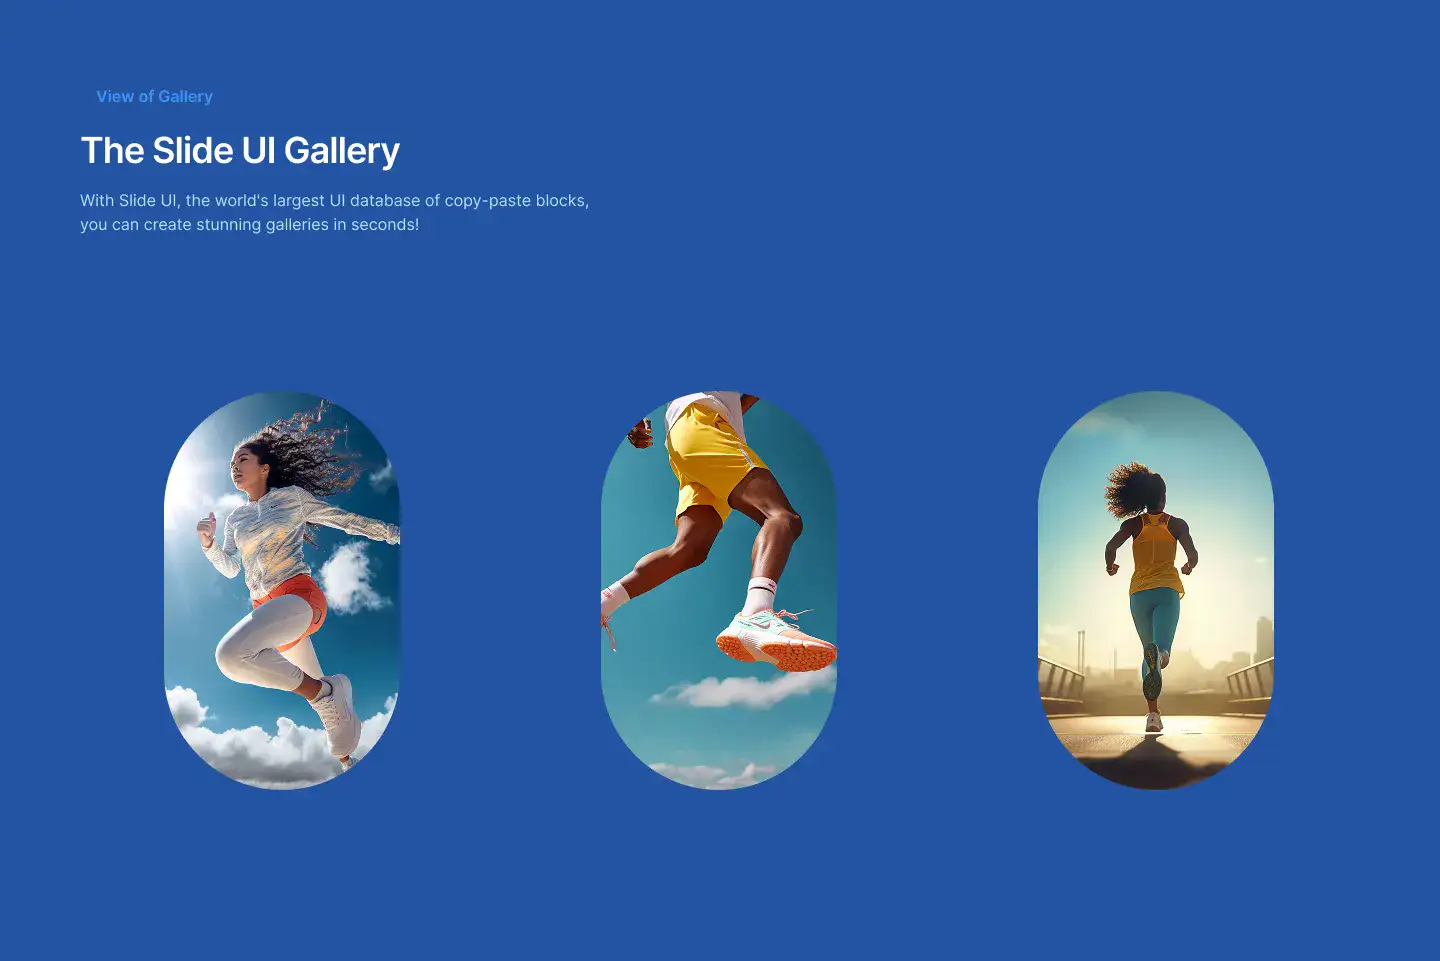 View of Gallery
The Slide UI Gallery
With Slide UI, the world's largest UI database of copy-paste blocks,
you can create stunning galleries in seconds!